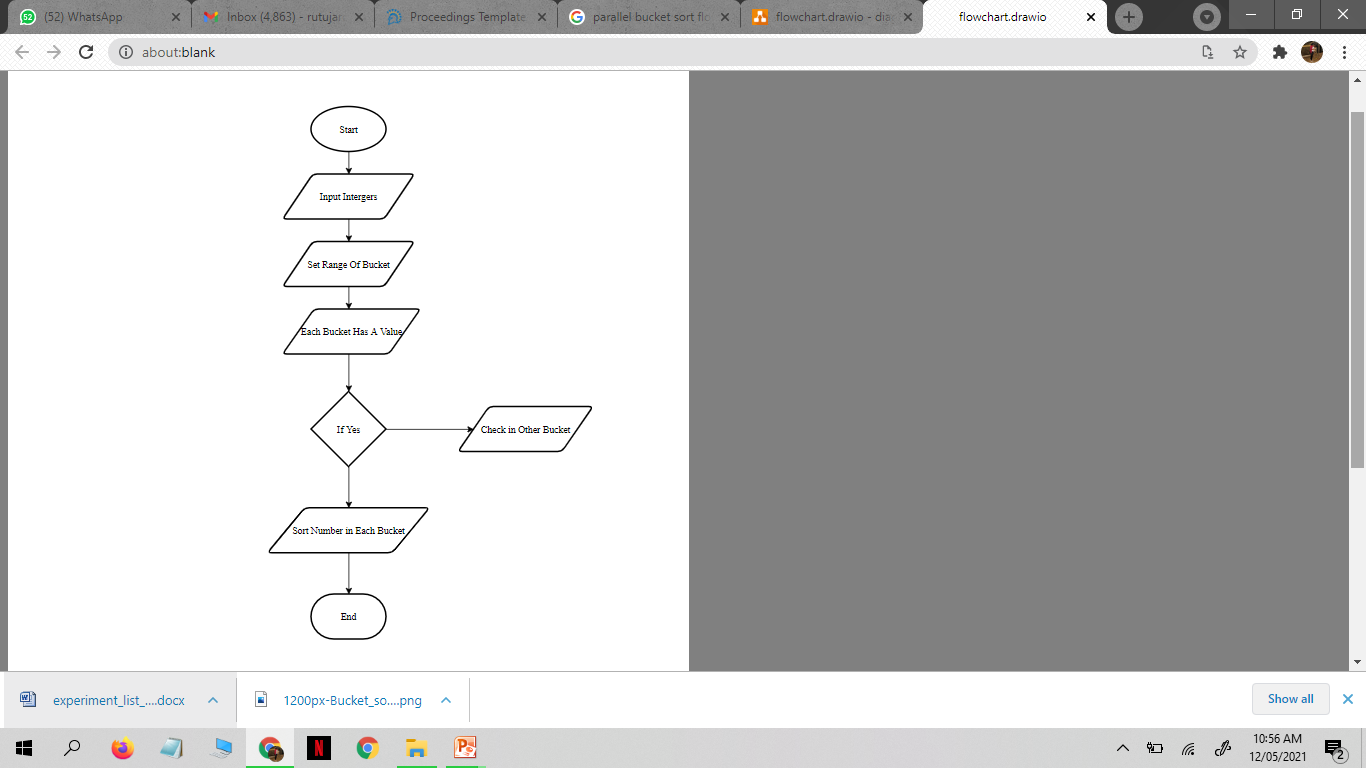 (52) WhatsApp
Inbox (4,863) - rutujar
Proceedings Template
parallel bucket sort flo
flowchart.drawio - dia
flowchart.drawio
about:blank
Start
Input Intergers
Set Range Of Bucket
Each Bucket Has A Value
If Yes
Check in Other Bucket
Sort Number in Each Bucket
End
experiment_list_....docx
1200px-Bucket_so....png
Show all
10:56 AM
12/05/2021
2